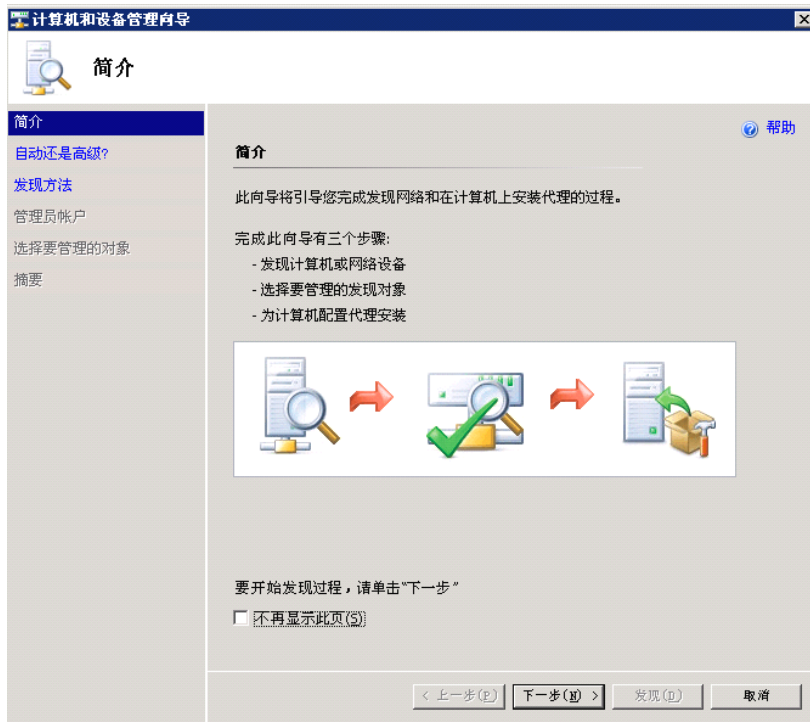 计算机和设备管理向导
简介
简介
自动还是高级?
发现方法
管理员帐户
选择要管理的对象
摘要
帮助
简介
此向导将引导您完成发现网络和在计算机上安装代理的过程。
完成此向导有三个步骤:
- 发现计算机或网络设备
- 选择要管理的发现对象
- 为计算机配置代理安装
要开始发现过程，请单击“下一步”
不再显示此页(S)
< 上一步(P)
下一步(N) >
发现(D)
取消